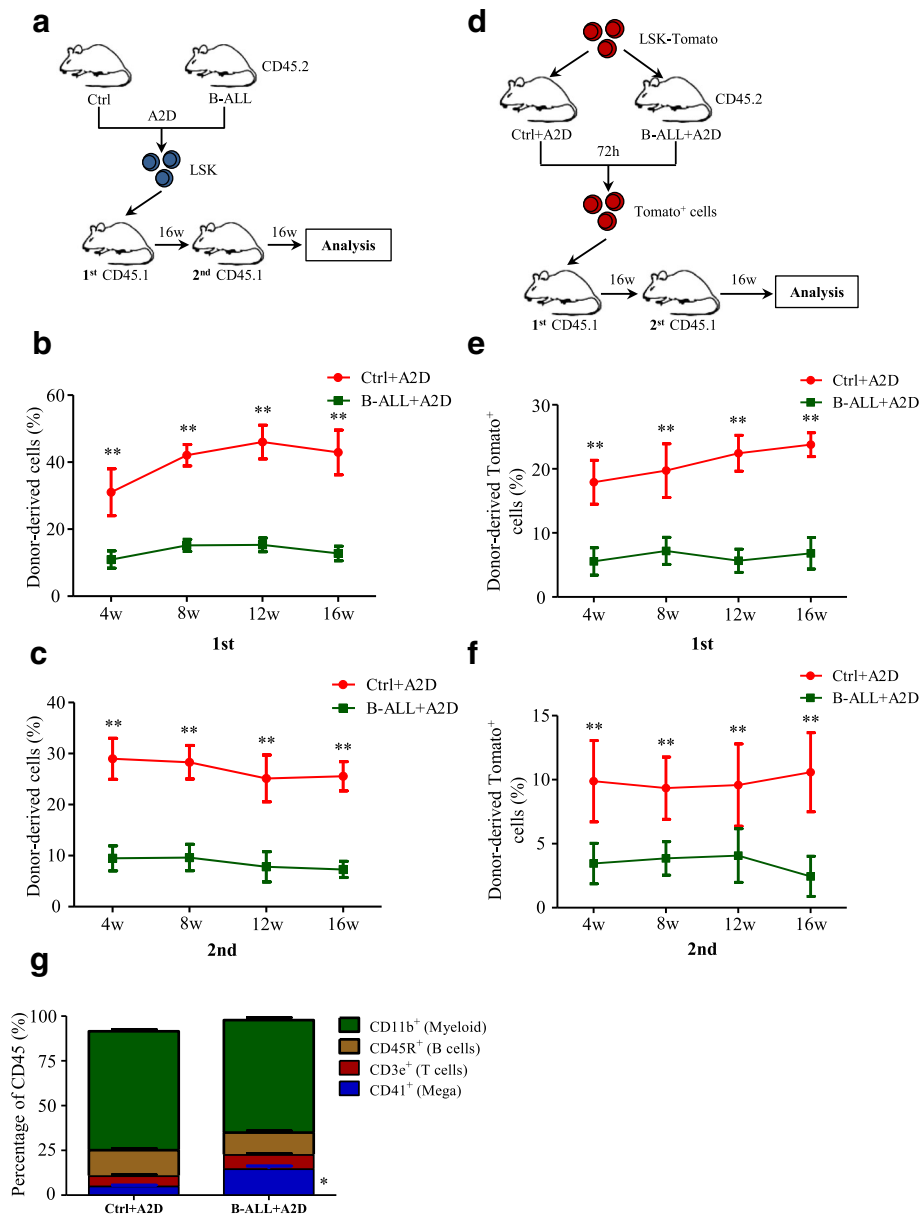 a
CD45.2
Ctrl
B-ALL
A2D
LSK
16w
16w
Analysis
1st CD45.1
2nd CD45.1
d
LSK-Tomato
CD45.2
Ctrl+A2D
B-ALL+A2D
72h
Tomato+ cells
16w
16w
Analysis
1st CD45.1
2st CD45.1
b
Ctrl+A2D
B-ALL+A2D
Donor-derived cells (%)
60
40
20
0
** ** ** **
4w 8w 12w 16w
1st
e
Ctrl+A2D
B-ALL+A2D
Donor-derived Tomato+
cells (%)
30
20
10
0
** ** ** **
4w 8w 12w 16w
1st
c
Ctrl+A2D
B-ALL+A2D
Donor-derived cells (%)
40
30
20
10
0
** ** ** **
4w 8w 12w 16w
2nd
f
Ctrl+A2D
B-ALL+A2D
Donor-derived Tomato+
cells (%)
15
10
5
0
** ** ** **
4w 8w 12w 16w
2nd
g
Percentage of CD45 (%)
100
75
50
25
0
CD11b+ (Myeloid)
CD45R+ (B cells)
CD3e+ (T cells)
CD41+ (Mega)
*
Ctrl+A2D B-ALL+A2D